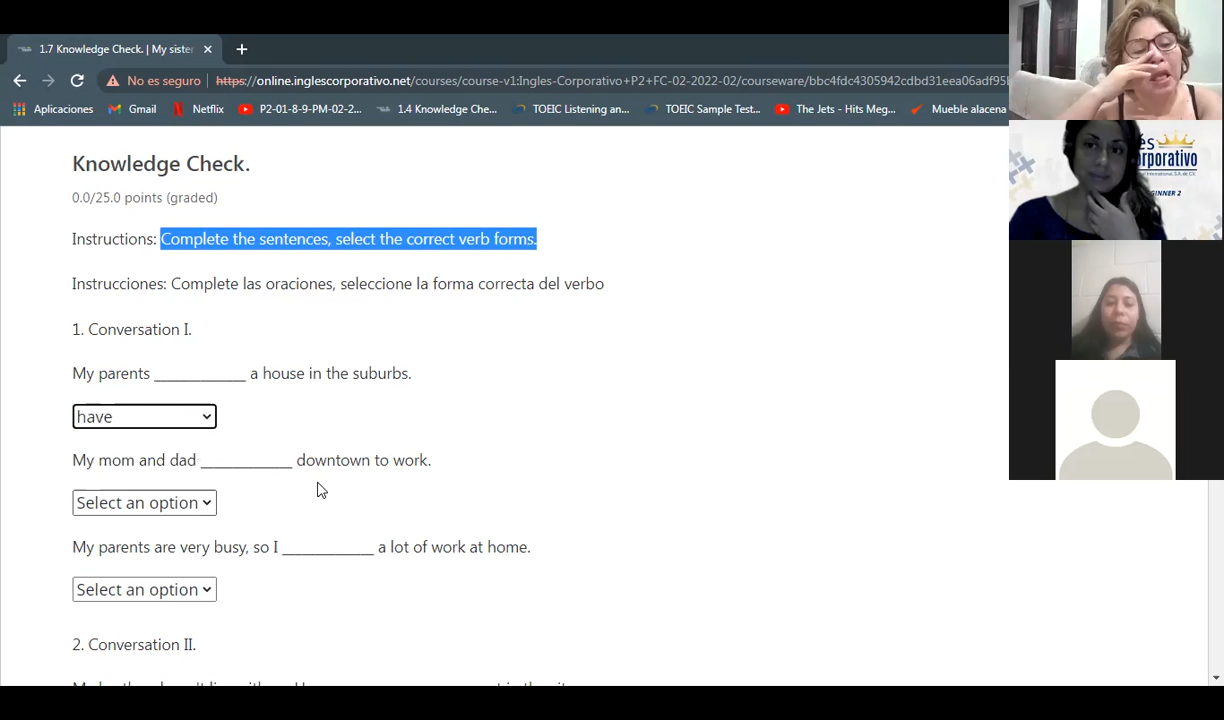 1.7 Knowledge Check. | My sister
No es seguro
https://online.inglescorporativo.net/courses/course-v1:Ingles-Corporativo+P2+FC-02-2022-02/courseware/bbc4fdc4305942cdbd31eea06adf95
Aplicaciones
Gmail
Netflix
P2-01-8-9-PM-02-2...
1.4 Knowledge Che...
TOEIC Listening an...
TOEIC Sample Test...
The Jets - Hits Meg...
Mueble alacena
Knowledge Check.
0.0/25.0 points (graded)
Instructions: Complete the sentences, select the correct verb forms.
Instrucciones: Complete las oraciones, seleccione la forma correcta del verbo
1. Conversation I.
My parents _____________ a house in the suburbs.
have
My mom and dad _____________ downtown to work.
Select an option
My parents are very busy, so I _____________ a lot of work at home.
Select an option
2. Conversation II.